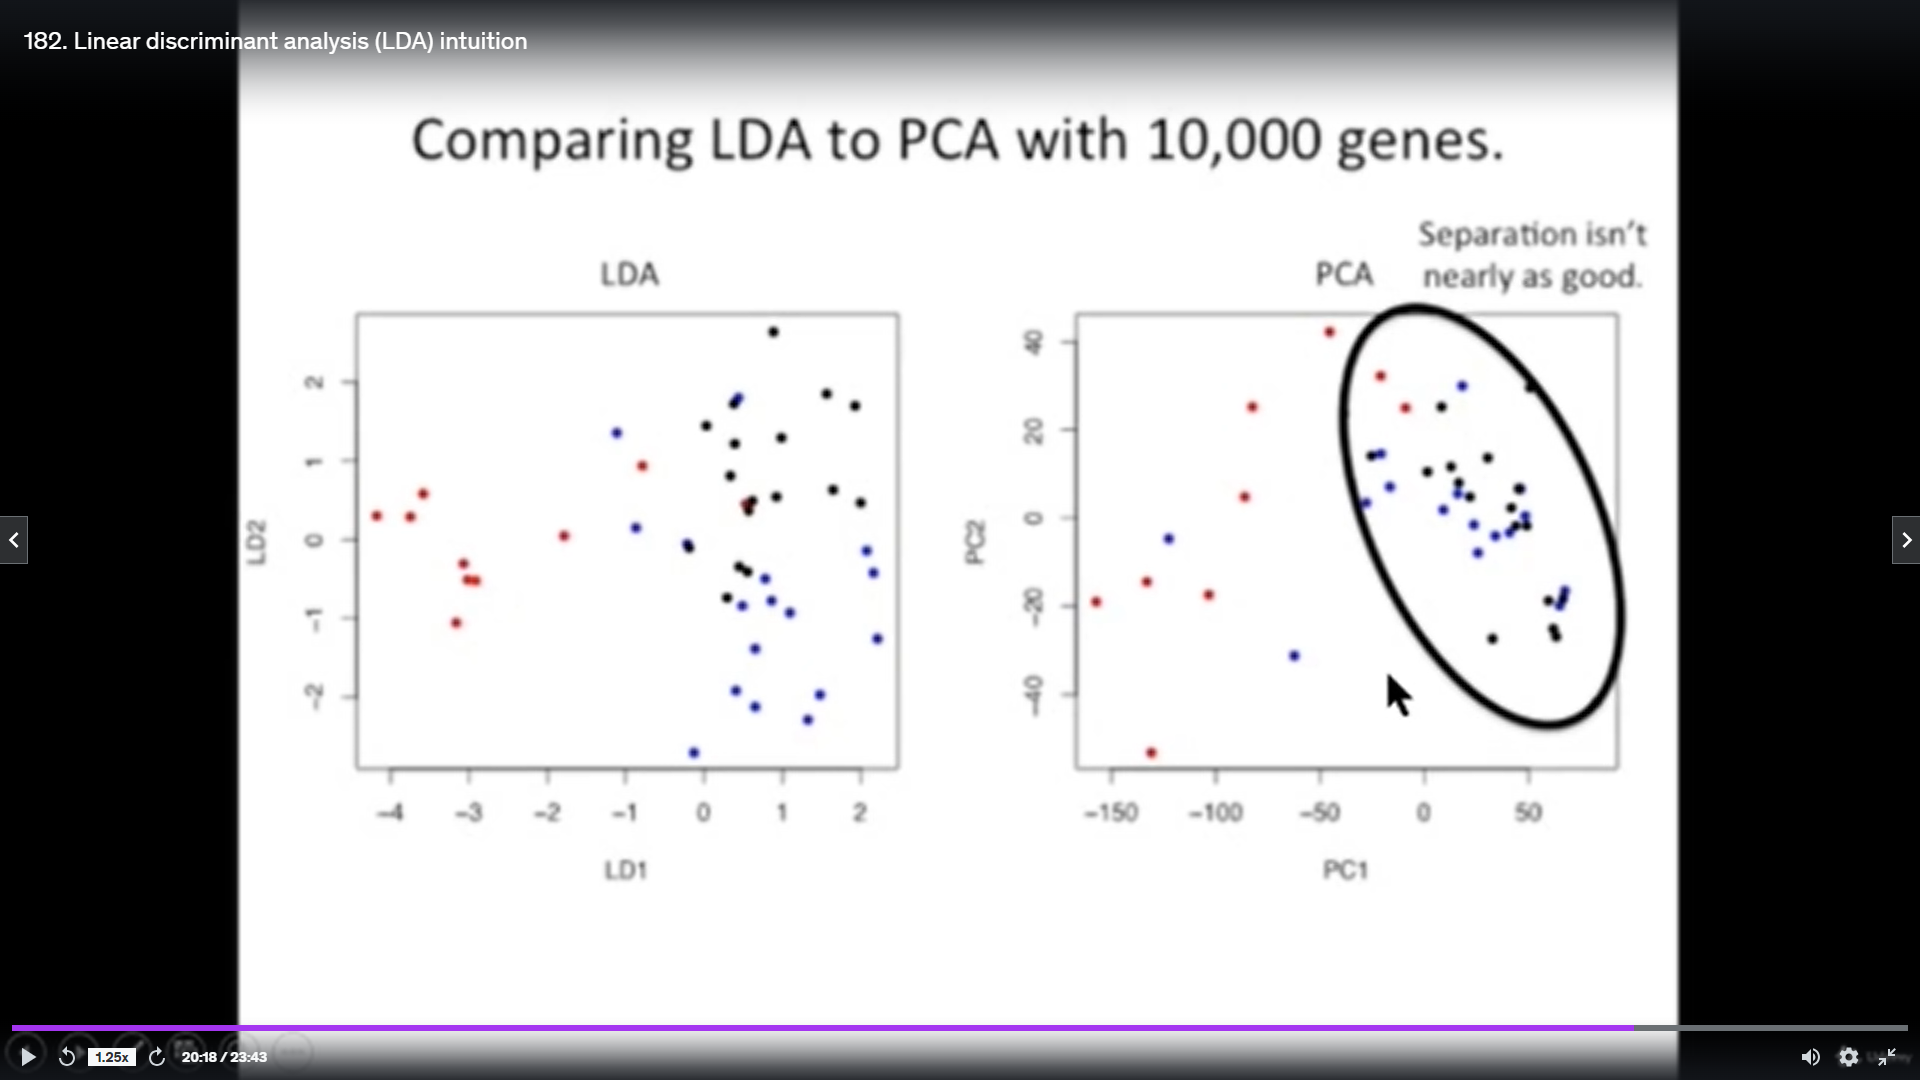 182. Linear discriminant analysis (LDA) intuition
Comparing LDA to PCA with 10,000 genes.
Separation isn't
nearly as good.
LDA
PCA
2
1
0
−1
−2
LD2
−4 −3 −2 −1 0 1 2
LD1
40
20
0
−20
−40
PC2
−150 −100 −50 0 50
PC1
1.25x
20:18 / 23:43